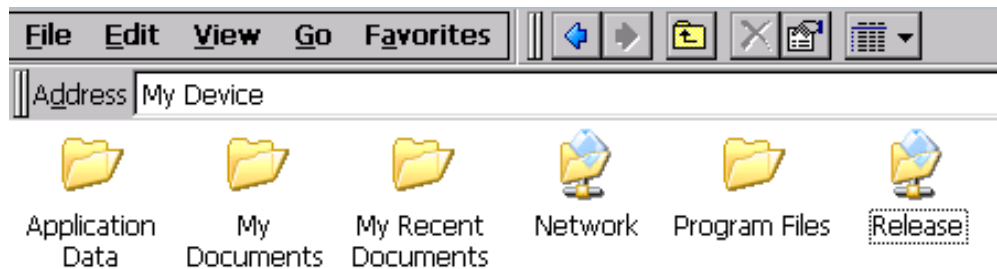 File Edit View Go Favorites
Address My Device
Application Data
My Documents
My Recent Documents
Network
Program Files
Release